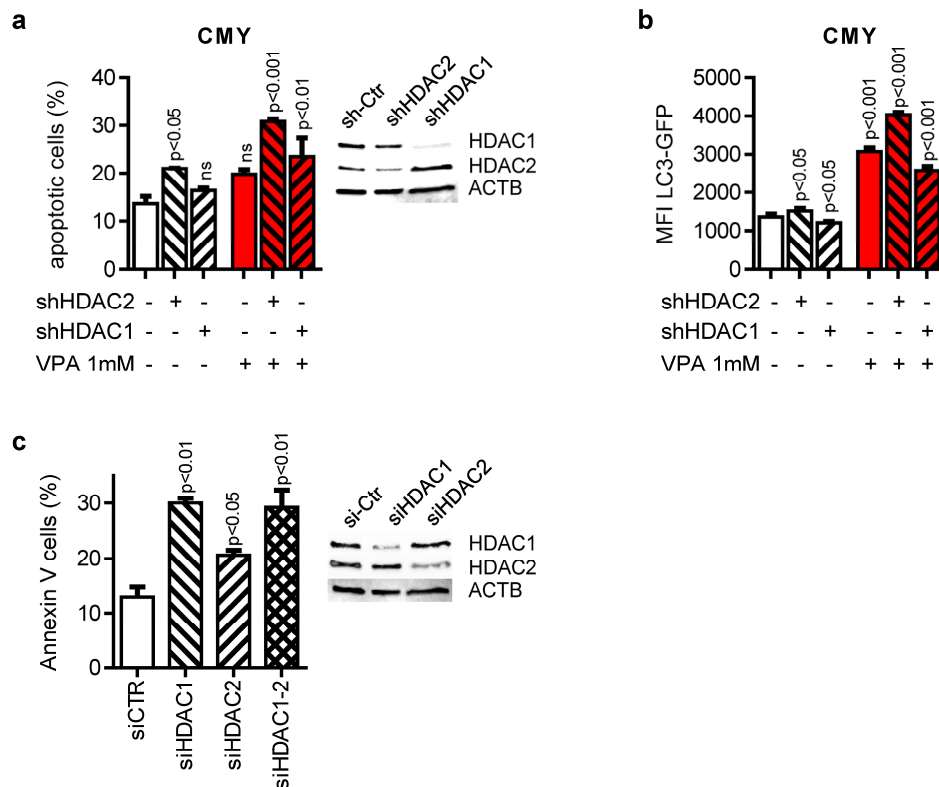 a
CMY
apoptotic cells (%)
40
30
20
10
0
p<0.05
ns
ns
p<0.001
p<0.01
sh-Ctr
shHDAC2
shHDAC1
HDAC1
HDAC2
ACTB
shHDAC2 - + - - + -
shHDAC1 - - + - - +
VPA 1mM - - - + + +
b
CMY
MFI LC3-GFP
5000
4000
3000
2000
1000
0
p<0.05
p<0.05
p<0.001
p<0.001
p<0.001
shHDAC2 - + - - + -
shHDAC1 - - + - - +
VPA 1mM - - - + + +
c
Annexin V cells (%)
30
20
10
0
p<0.01
p<0.05
p<0.01
siCTR
siHDAC1
siHDAC2
siHDAC1-2
si-Ctr
siHDAC1
siHDAC2
HDAC1
HDAC2
ACTB